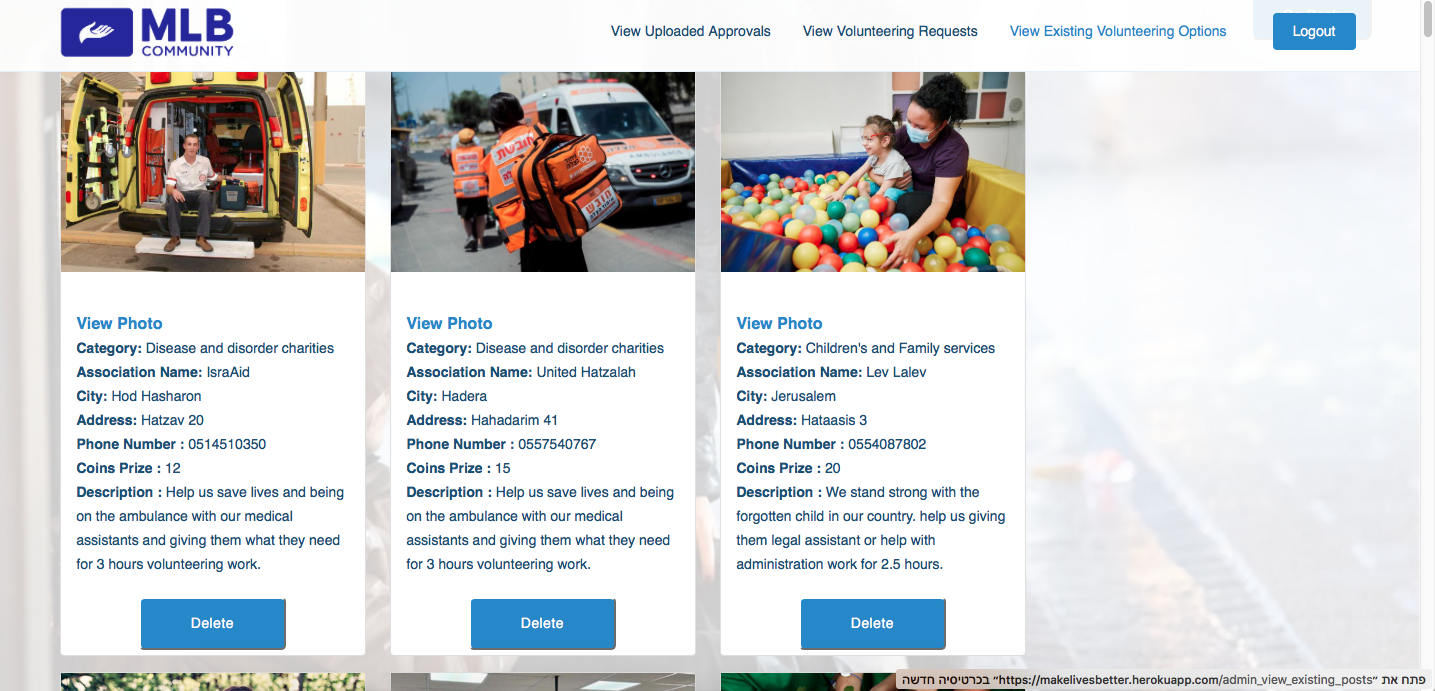 MLB
COMMUNITY
View Uploaded Approvals
View Volunteering Requests
View Existing Volunteering Options
Logout
AMBULANCE
חובשת
View Photo
Category: Disease and disorder charities
Association Name: IsraAid
City: Hod Hasharon
Address: Hatzav 20
Phone Number : 0514510350
Coins Prize : 12
Description : Help us save lives and being
on the ambulance with our medical
assistants and giving them what they need
for 3 hours volunteering work.
Delete
View Photo
Category: Disease and disorder charities
Association Name: United Hatzalah
City: Hadera
Address: Hahadarim 41
Phone Number : 0557540767
Coins Prize : 15
Description : Help us save lives and being
on the ambulance with our medical
assistants and giving them what they need
for 3 hours volunteering work.
Delete
View Photo
Category: Children's and Family services
Association Name: Lev Lalev
City: Jerusalem
Address: Hataasis 3
Phone Number : 0554087802
Coins Prize : 20
Description : We stand strong with the
forgotten child in our country. help us giving
them legal assistant or help with
administration work for 2.5 hours.
Delete
פתח את "https://makelivesbetter.herokuapp.com/admin_view_existing_posts" בכרטיסיה חדשה